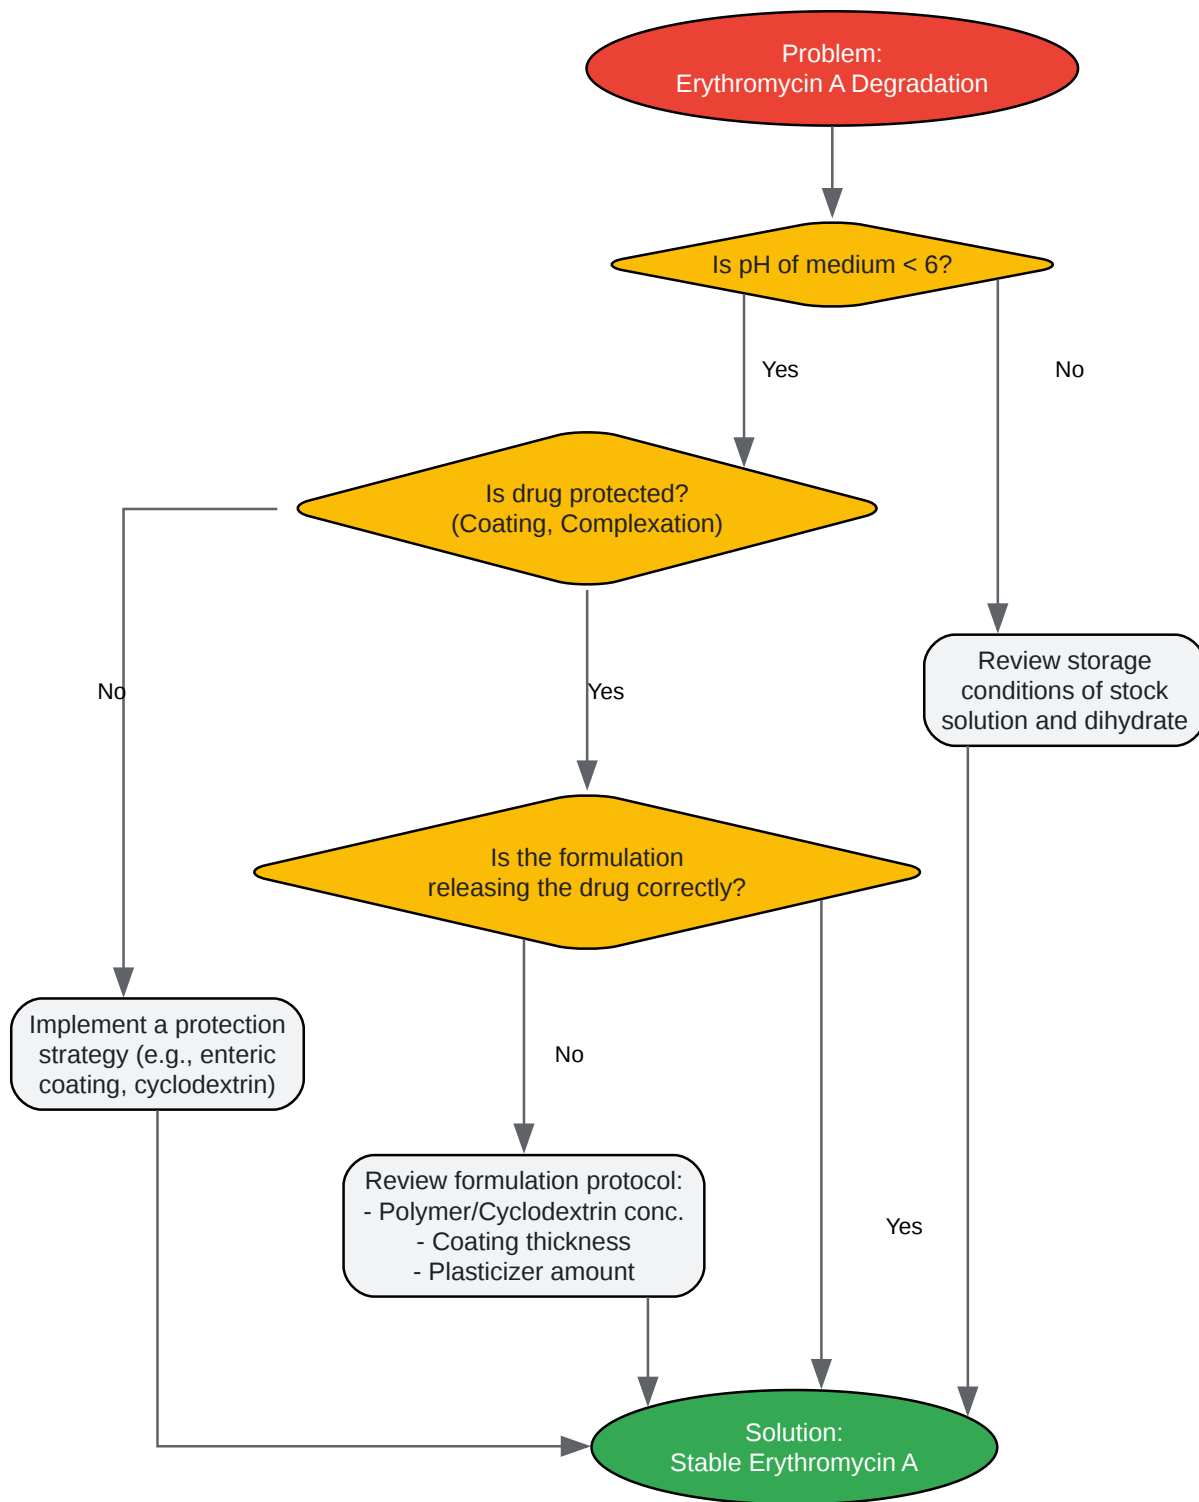 Problem:
Erythromycin A Degradation
Is pH of medium < 6?
Yes
No
Is drug protected?
(Coating, Complexation)
Review storage
conditions of stock
solution and dihydrate
No
Yes
Is the formulation
releasing the drug correctly?
Implement a protection
strategy (e.g., enteric
coating, cyclodextrin)
No
Review formulation protocol:
- Polymer/Cyclodextrin conc.
- Coating thickness
- Plasticizer amount
Yes
Solution:
Stable Erythromycin A